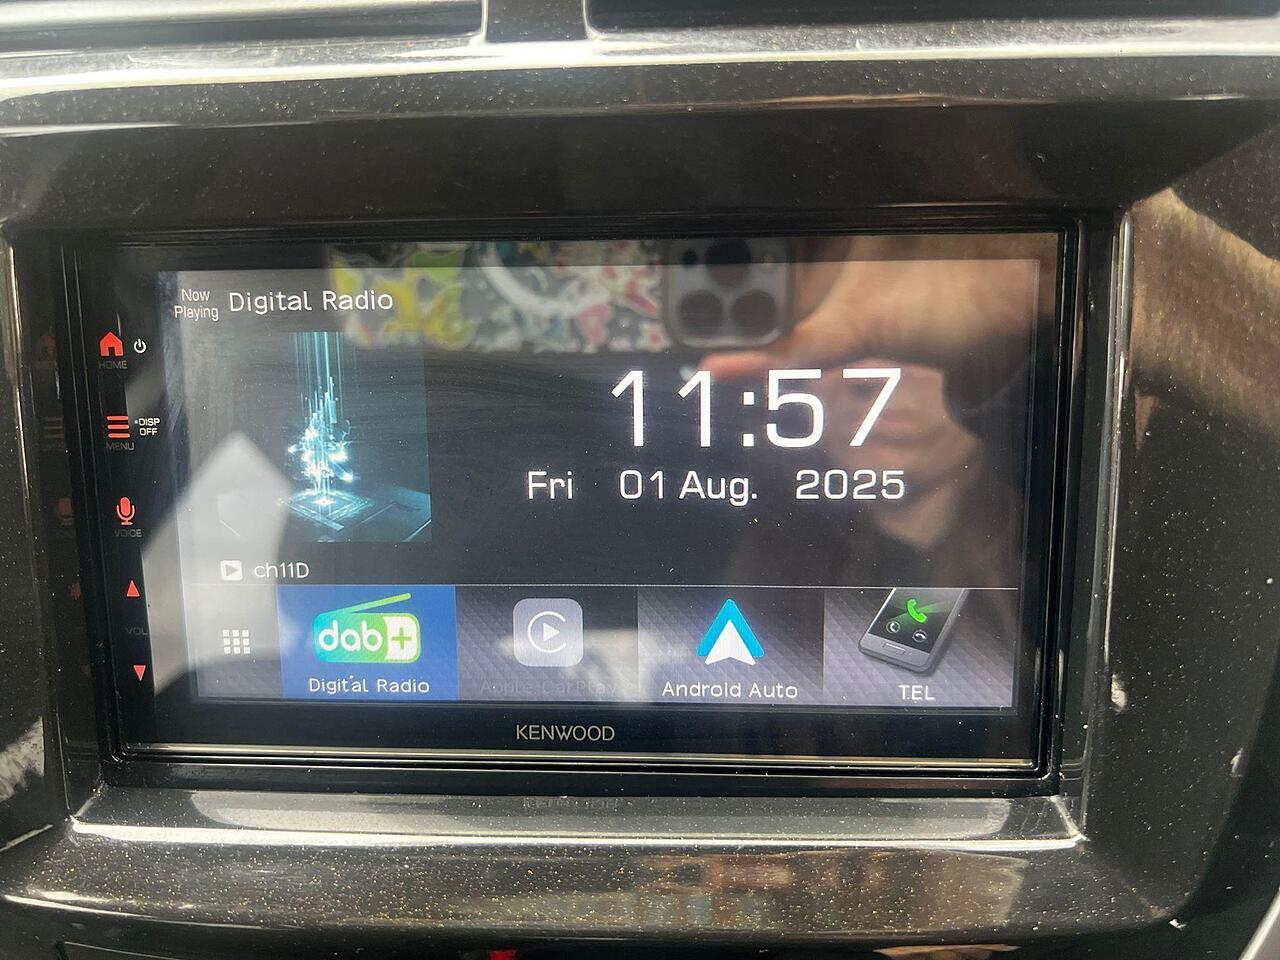 Now
Playing
Digital Radio
HOME
DISP
OFF
MENU
VOICE
VOL
11:57
Fri 01 Aug. 2025
ch11D
dab+
Digital Radio
Apple CarPlay
Android Auto
TEL
KENWOOD